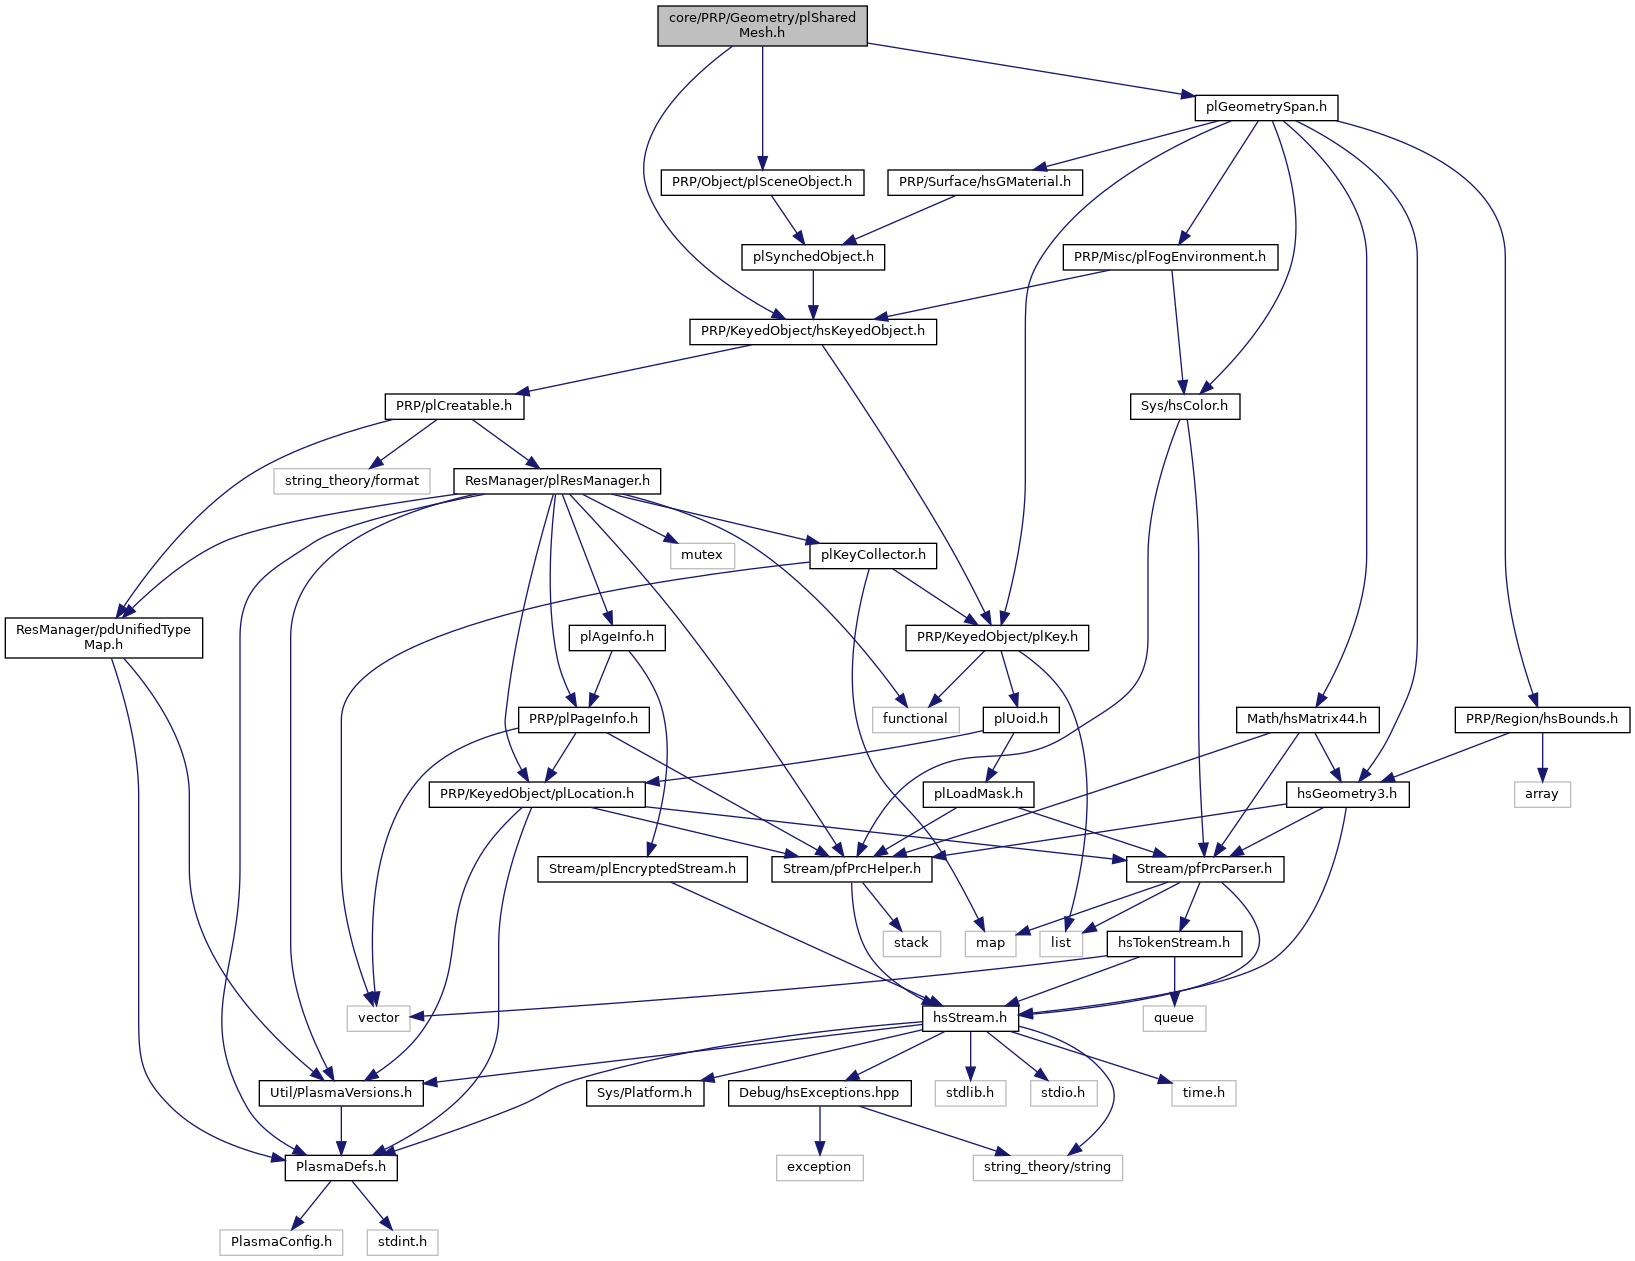 core/PRP/Geometry/plShared
Mesh.h
plGeometrySpan.h
PRP/Object/plSceneObject.h
PRP/Surface/hsGMaterial.h
plSynchedObject.h
PRP/Misc/plFogEnvironment.h
PRP/KeyedObject/hsKeyedObject.h
PRP/plCreatable.h
Sys/hsColor.h
string_theory/format
ResManager/plResManager.h
mutex
plKeyCollector.h
ResManager/pdUnifiedType
Map.h
plAgeInfo.h
PRP/KeyedObject/plKey.h
PRP/plPageInfo.h
functional
plUoid.h
Math/hsMatrix44.h
PRP/Region/hsBounds.h
PRP/KeyedObject/plLocation.h
plLoadMask.h
hsGeometry3.h
array
Stream/plEncryptedStream.h
Stream/pfPrcHelper.h
Stream/pfPrcParser.h
stack
map
list
hsTokenStream.h
vector
hsStream.h
queue
Util/PlasmaVersions.h
Sys/Platform.h
Debug/hsExceptions.hpp
stdlib.h
stdio.h
time.h
PlasmaDefs.h
exception
string_theory/string
PlasmaConfig.h
stdint.h